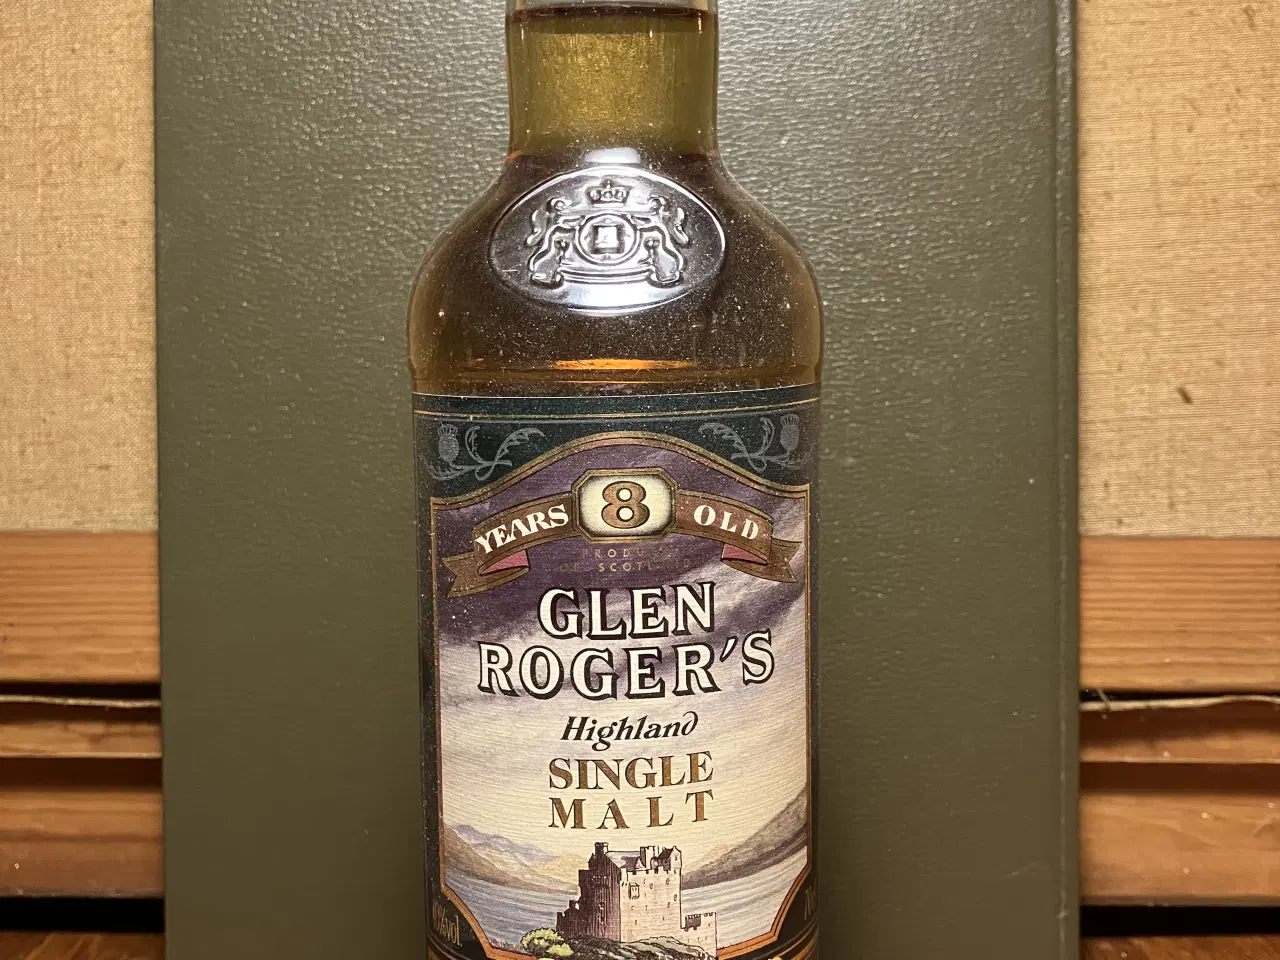 YEARS 8 OLD
PRODUCT
OF SCOTLAND
GLEN
ROGER'S
Highland
SINGLE
MALT